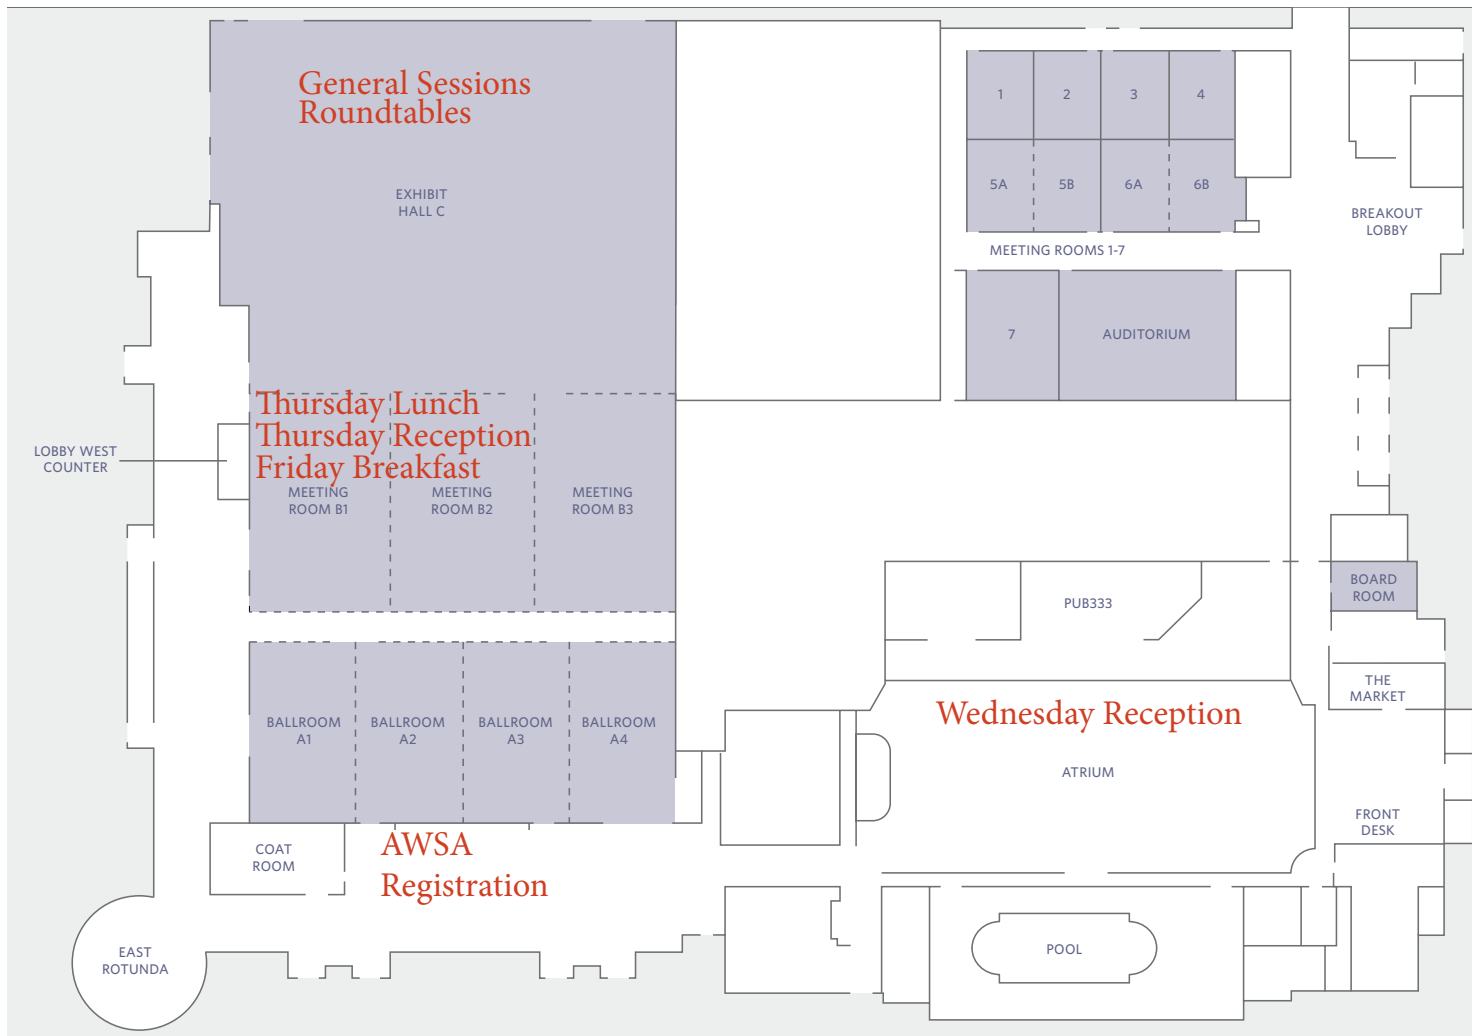 General Sessions
Roundtables
EXHIBIT
HALL C
1
2
3
4
5A
5B
6A
6B
MEETING ROOMS 1-7
BREAKOUT
LOBBY
7
AUDITORIUM
Thursday Lunch
Thursday Reception
Friday Breakfast
LOBBY WEST
COUNTER
MEETING
ROOM B1
MEETING
ROOM B2
MEETING
ROOM B3
BOARD
ROOM
PUB333
THE
MARKET
Wednesday Reception
BALLROOM
A1
BALLROOM
A2
BALLROOM
A3
BALLROOM
A4
ATRIUM
FRONT
DESK
COAT
ROOM
AWSA
Registration
EAST
ROTUNDA
POOL